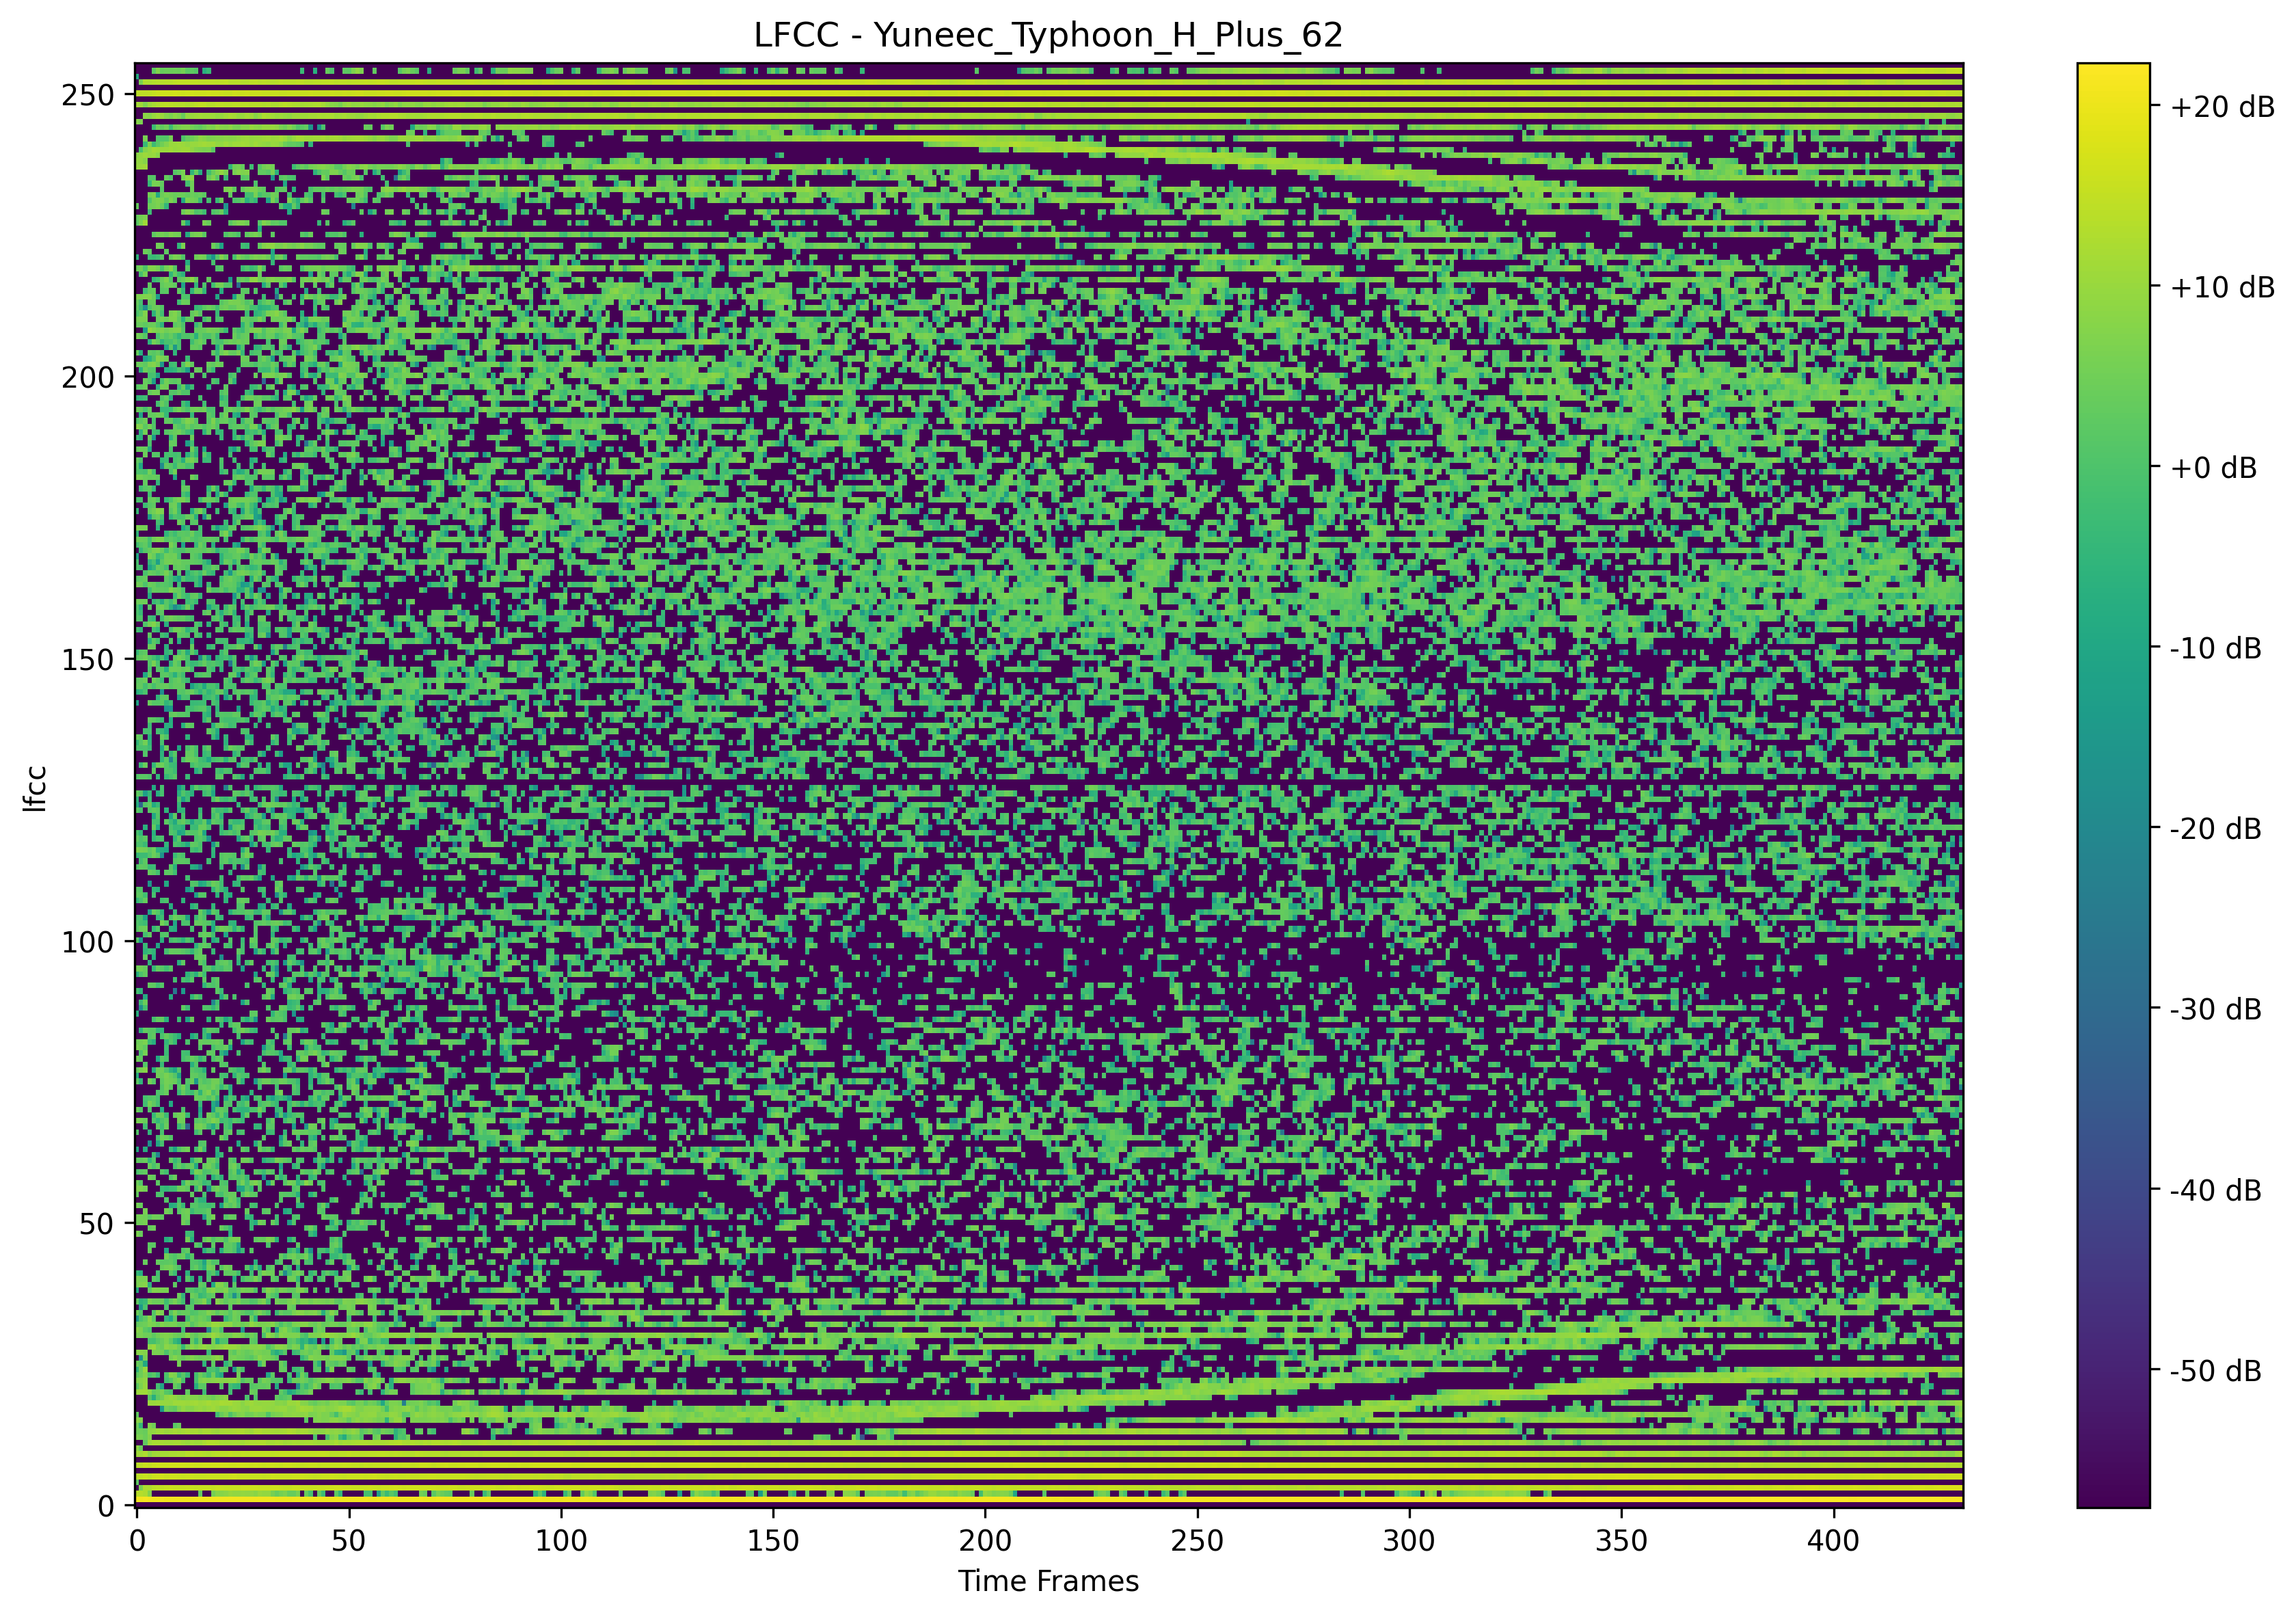 LFCC - Yuneec_Typhoon_H_Plus_62
250
200
150
100
50
0
lfcc
0 50 100 150 200 250 300 350 400
Time Frames
+20 dB
+10 dB
+0 dB
-10 dB
-20 dB
-30 dB
-40 dB
-50 dB